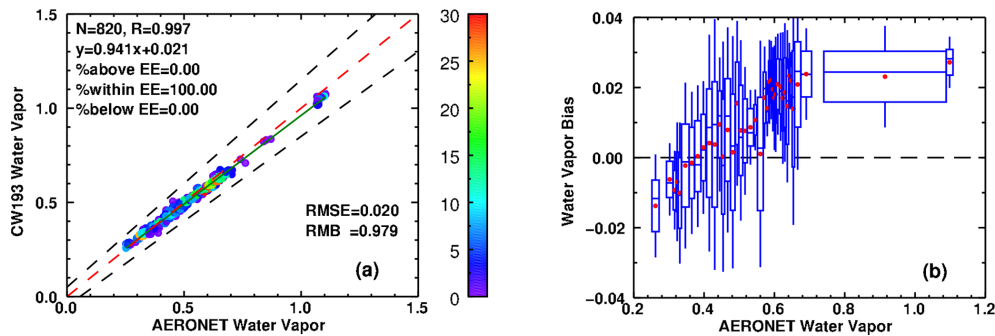 N=820, R=0.997
y=0.941x+0.021
%above EE=0.00
%within EE=100.00
%below EE=0.00
RMSE=0.020
RMB =0.979
(a)
CW193 Water Vapor
1.5
1.0
0.5
0.0
0.0 0.5 1.0 1.5
AERONET Water Vapor
30
25
20
15
10
5
0
Water Vapor Bias
0.04
0.02
0.00
−0.02
−0.04
(b)
0.2 0.4 0.6 0.8 1.0 1.2
AERONET Water Vapor